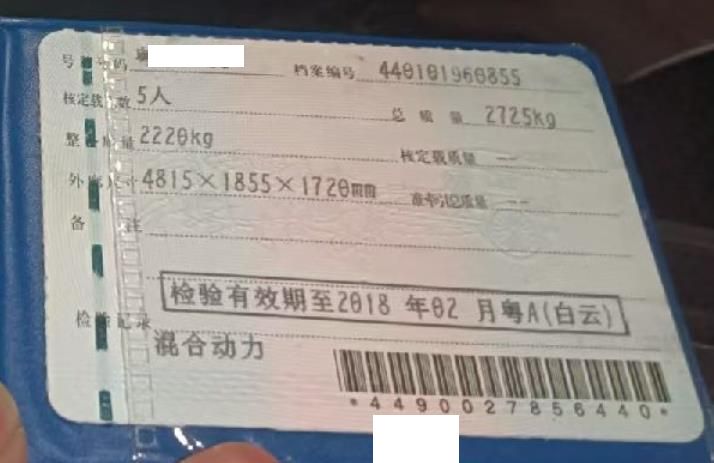 号牌号码 粤 档案编号 440101960855
核定载人数 5人 总质量 2725kg
整备质量 2220kg 核定载质量 --
外廓尺寸 4815×1855×1720mm 准牵引总质量 --
备注
检验有效期至2018 年02 月粤A(白云)
检验记录
混合动力
*4490027856440*